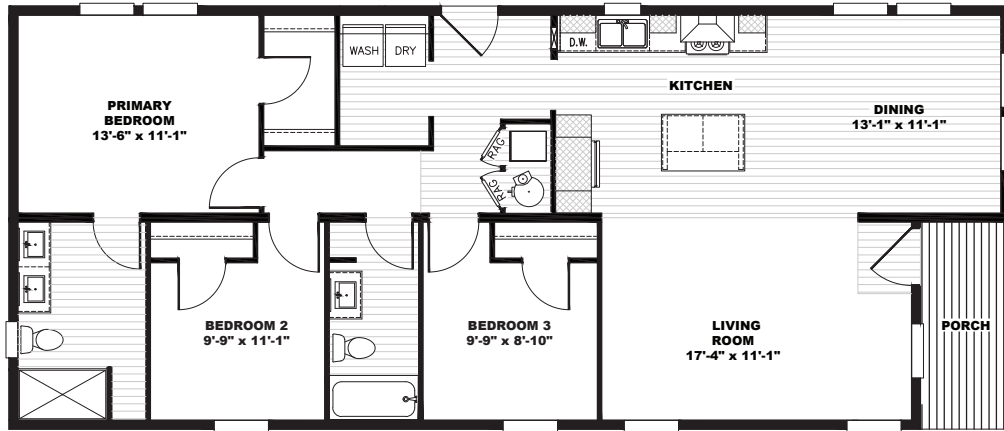 WASH
DRY
D.W.
KITCHEN
PRIMARY
BEDROOM
13'-6" x 11'-1"
DINING
13'-1" x 11'-1"
RAG
RAG
BEDROOM 2
9'-9" x 11'-1"
BEDROOM 3
9'-9" x 8'-10"
LIVING
ROOM
17'-4" x 11'-1"
PORCH